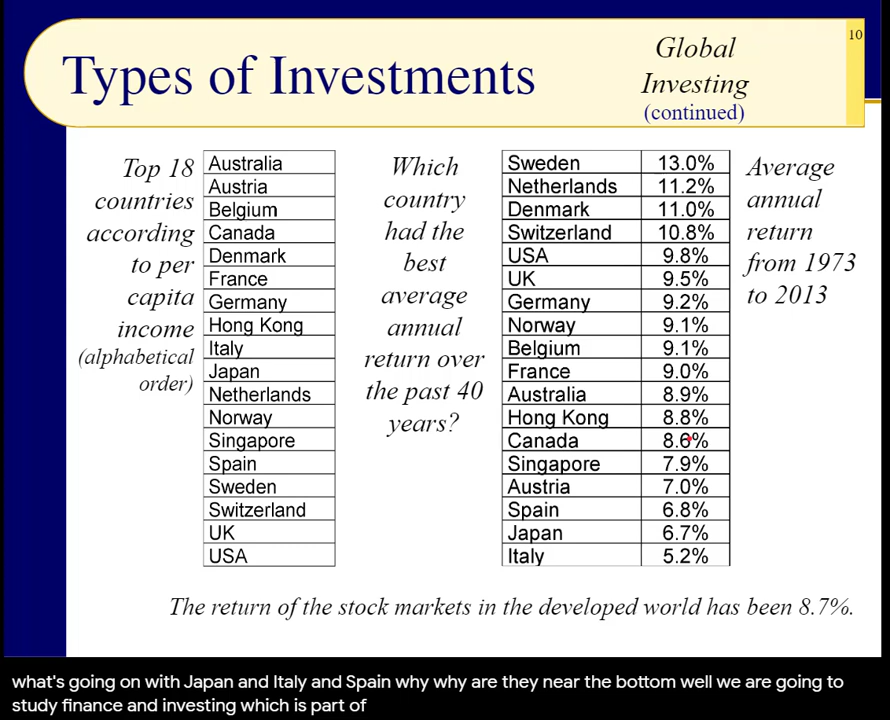 10
Types of Investments
Global
Investing
(continued)
Top 18
countries
according
to per
capita
income
(alphabetical
order)
Australia
Austria
Belgium
Canada
Denmark
France
Germany
Hong Kong
Italy
Japan
Netherlands
Norway
Singapore
Spain
Sweden
Switzerland
UK
USA
Which
country
had the
best
average
annual
return over
the past 40
years?
Sweden 13.0%
Netherlands 11.2%
Denmark 11.0%
Switzerland 10.8%
USA 9.8%
UK 9.5%
Germany 9.2%
Norway 9.1%
Belgium 9.1%
France 9.0%
Australia 8.9%
Hong Kong 8.8%
Canada 8.6%
Singapore 7.9%
Austria 7.0%
Spain 6.8%
Japan 6.7%
Italy 5.2%
Average
annual
return
from 1973
to 2013
The return of the stock markets in the developed world has been 8.7%.
what's going on with Japan and Italy and Spain why why are they near the bottom well we are going to
study finance and investing which is part of